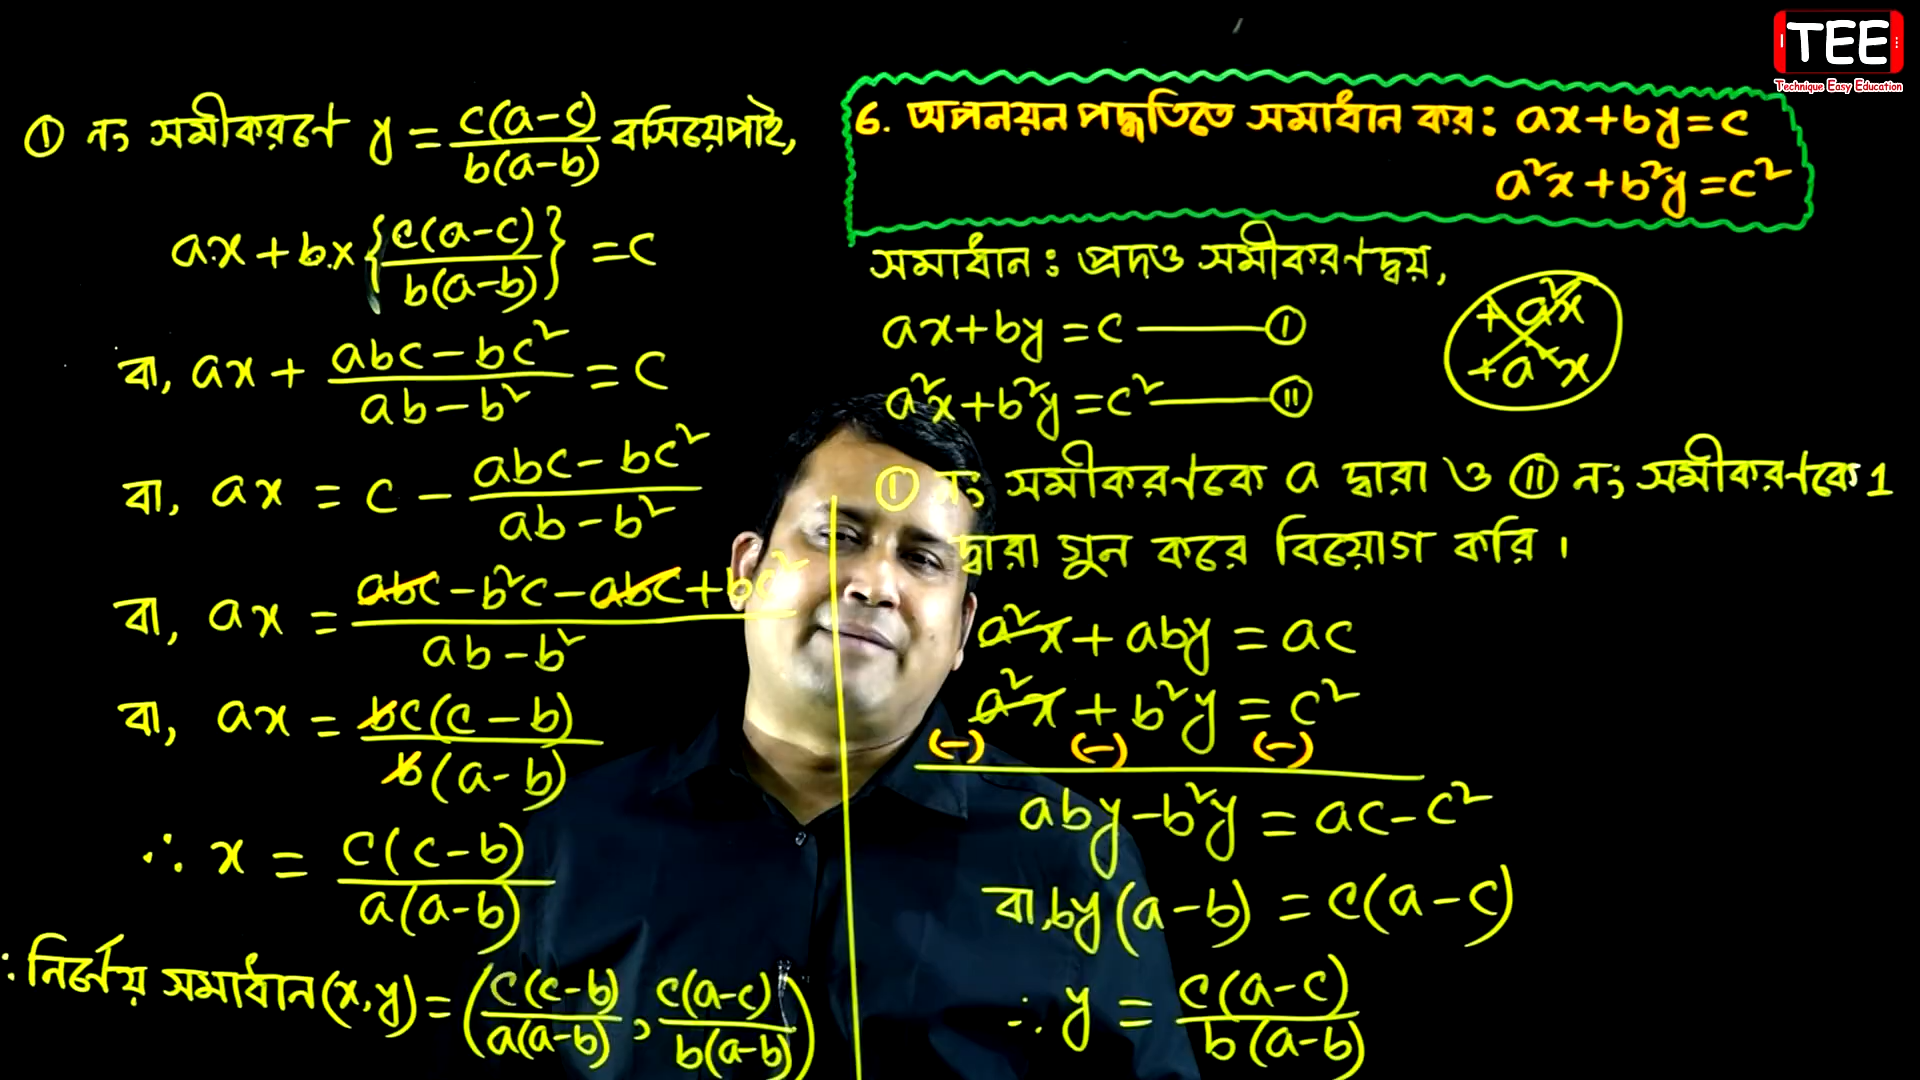 TEE
Technique Easy Education
6. অপনয়ন পদ্ধতিতে সমাধান কর: ax+by=c
a²x+b²y=c²
সমাধান: প্রদত্ত সমীকরণদ্বয়,
ax+by=c — (I)
a²x+b²y=c² — (II)
+a²x
+a²x
(I) নং সমীকরণকে a দ্বারা ও (II) নং সমীকরণকে 1
দ্বারা গুন করে বিয়োগ করি।
a²x+aby=ac
a²x+b²y=c²
(-) (-) (-)
aby-b²y=ac-c²
বা, by(a-b)=c(a-c)
∴ y = c(a-c)/b(a-b)
(I) নং সমীকরণে y = c(a-c)/b(a-b) বসিয়ে পাই,
a.x+b.x{c(a-c)/b(a-b)} = c
বা, ax + abc-bc²/ab-b² = c
বা, ax = c - abc-bc²/ab-b²
বা, ax = abc-b²c-abc+bc²/ab-b²
বা, ax = bc(c-b)/b(a-b)
∴ x = c(c-b)/a(a-b)
: নির্ণেয় সমাধান (x,y) = (c(c-b)/a(a-b), c(a-c)/b(a-b))